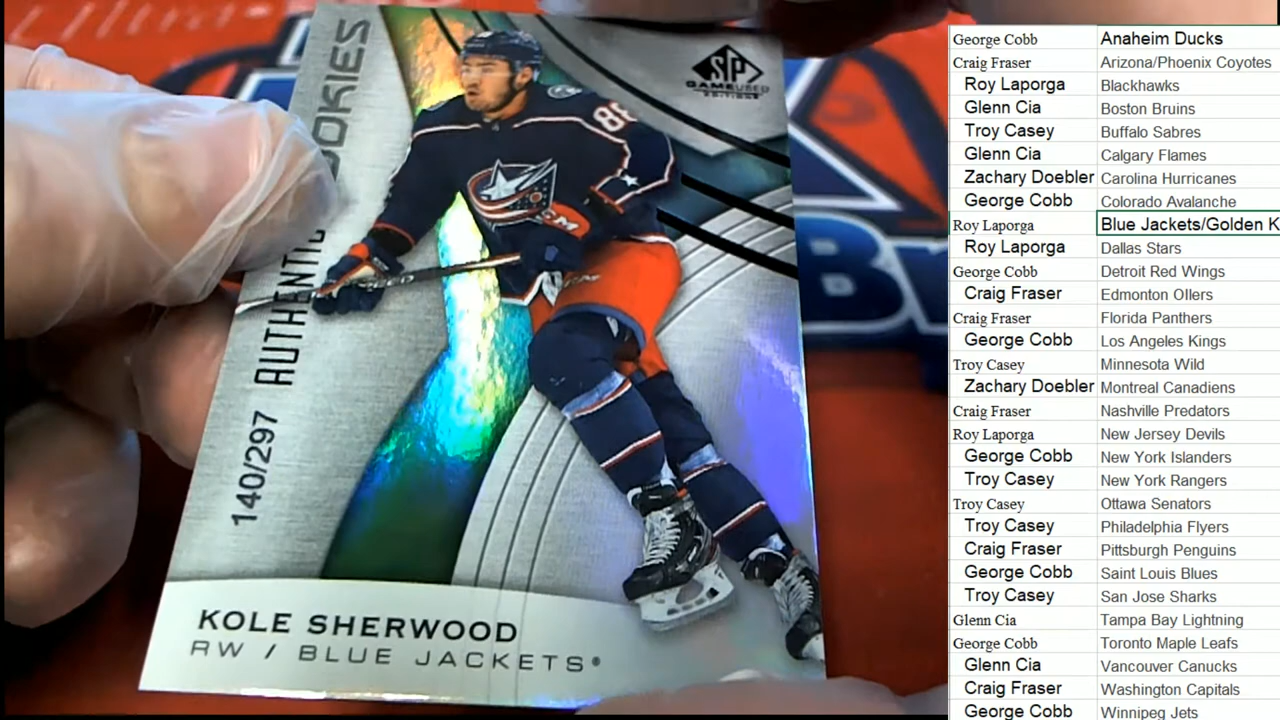 AUTHENTIC ROOKIES
140/297
88
SP
GAMEUSED
EDITION
CCM
KOLE SHERWOOD
RW / BLUE JACKETS
George Cobb Anaheim Ducks
Craig Fraser Arizona/Phoenix Coyotes
Roy Laporga Blackhawks
Glenn Cia Boston Bruins
Troy Casey Buffalo Sabres
Glenn Cia Calgary Flames
Zachary Doebler Carolina Hurricanes
George Cobb Colorado Avalanche
Roy Laporga Blue Jackets/Golden K
Roy Laporga Dallas Stars
George Cobb Detroit Red Wings
Craig Fraser Edmonton Ollers
Craig Fraser Florida Panthers
George Cobb Los Angeles Kings
Troy Casey Minnesota Wild
Zachary Doebler Montreal Canadiens
Craig Fraser Nashville Predators
Roy Laporga New Jersey Devils
George Cobb New York Islanders
Troy Casey New York Rangers
Troy Casey Ottawa Senators
Troy Casey Philadelphia Flyers
Craig Fraser Pittsburgh Penguins
George Cobb Saint Louis Blues
Troy Casey San Jose Sharks
Glenn Cia Tampa Bay Lightning
George Cobb Toronto Maple Leafs
Glenn Cia Vancouver Canucks
Craig Fraser Washington Capitals
George Cobb Winnipeg Jets